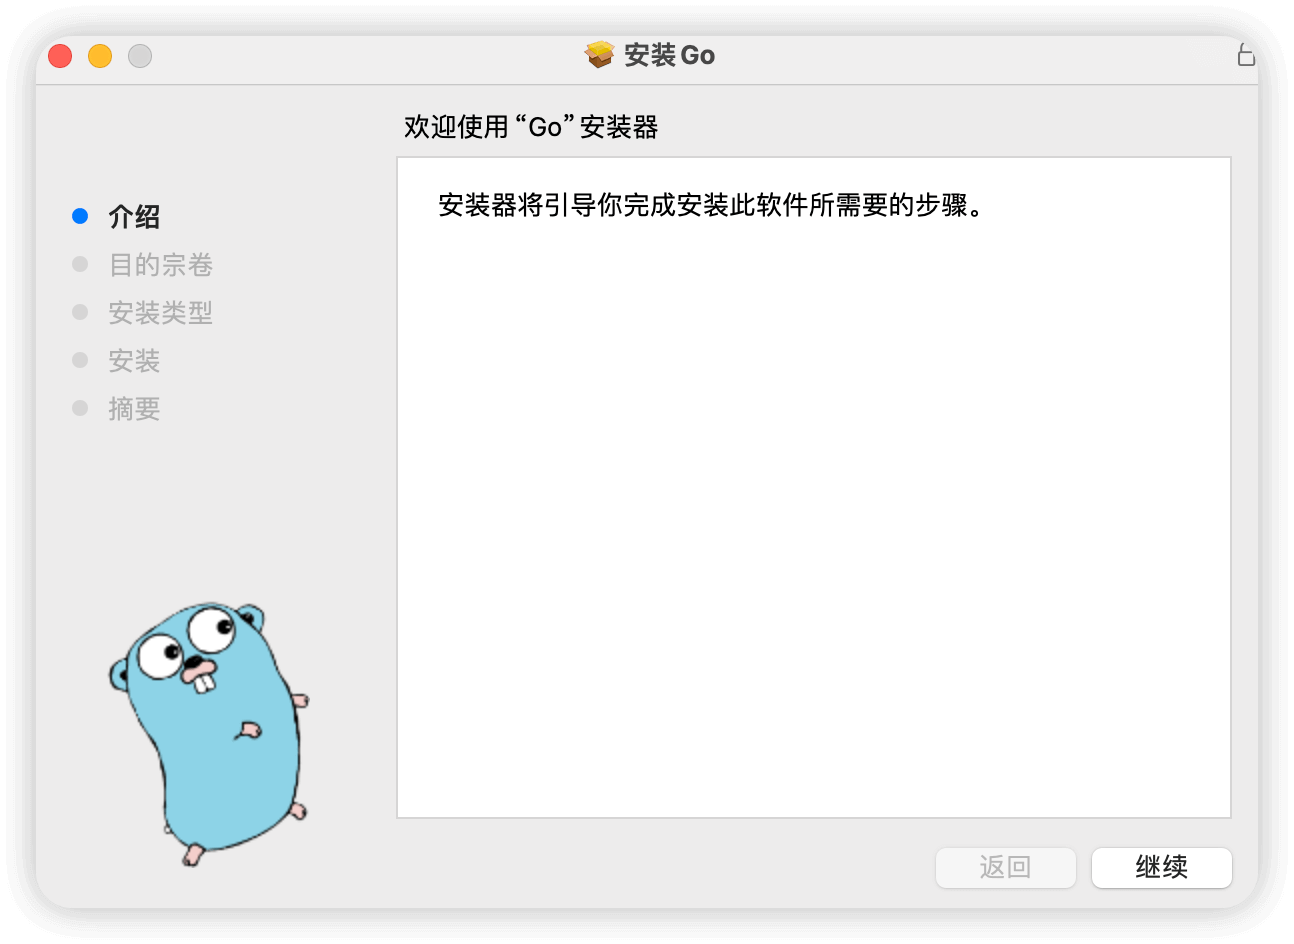 安装 Go
欢迎使用“Go”安装器
介绍
目的宗卷
安装类型
安装
摘要
安装器将引导你完成安装此软件所需要的步骤。
返回
继续